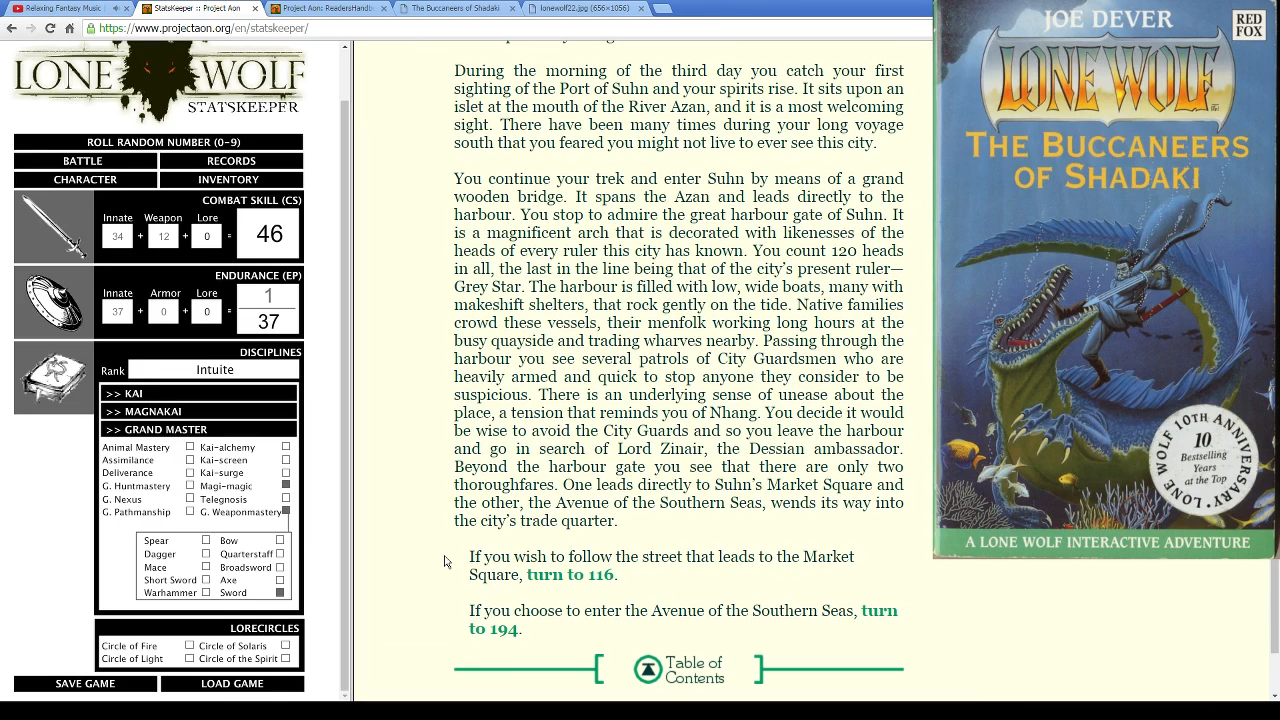 Relaxing Fantasy Music
StatsKeeper :: Project Aon
Project Aon: ReadersHandb
The Buccaneers of Shadaki
lonewolf22.jpg (656×1056)
https://www.projectaon.org/en/statskeeper/
LONE WOLF
STATSKEEPER
ROLL RANDOM NUMBER (0-9)
BATTLE RECORDS
CHARACTER INVENTORY
COMBAT SKILL (CS)
Innate Weapon Lore
34 + 12 + 0 = 46
ENDURANCE (EP)
Innate Armor Lore
1
37 + 0 + 0 = 37
DISCIPLINES
Rank Intuite
>> KAI
>> MAGNAKAI
>> GRAND MASTER
Animal Mastery Kai-alchemy
Assimilance Kai-screen
Deliverance Kai-surge
G. Huntmastery Magi-magic
G. Nexus Telegnosis
G. Pathmanship G. Weaponmastery
Spear Bow
Dagger Quarterstaff
Mace Broadsword
Short Sword Axe
Warhammer Sword
LORECIRCLES
Circle of Fire Circle of Solaris
Circle of Light Circle of the Spirit
SAVE GAME LOAD GAME
During the morning of the third day you catch your first
sighting of the Port of Suhn and your spirits rise. It sits upon an
islet at the mouth of the River Azan, and it is a most welcoming
sight. There have been many times during your long voyage
south that you feared you might not live to ever see this city.
You continue your trek and enter Suhn by means of a grand
wooden bridge. It spans the Azan and leads directly to the
harbour. You stop to admire the great harbour gate of Suhn. It
is a magnificent arch that is decorated with likenesses of the
heads of every ruler this city has known. You count 120 heads
in all, the last in the line being that of the city's present ruler—
Grey Star. The harbour is filled with low, wide boats, many with
makeshift shelters, that rock gently on the tide. Native families
crowd these vessels, their menfolk working long hours at the
busy quayside and trading wharves nearby. Passing through the
harbour you see several patrols of City Guardsmen who are
heavily armed and quick to stop anyone they consider to be
suspicious. There is an underlying sense of unease about the
place, a tension that reminds you of Nhang. You decide it would
be wise to avoid the City Guards and so you leave the harbour
and go in search of Lord Zinair, the Dessian ambassador.
Beyond the harbour gate you see that there are only two
thoroughfares. One leads directly to Suhn's Market Square and
the other, the Avenue of the Southern Seas, wends its way into
the city's trade quarter.
If you wish to follow the street that leads to the Market
Square, turn to 116.
If you choose to enter the Avenue of the Southern Seas, turn
to 194.
Table of
Contents
JOE DEVER
RED
FOX
LONE WOLF
THE BUCCANEERS
OF SHADAKI
LONE WOLF 10TH ANNIVERSARY
10
Bestselling
Years
at the Top
A LONE WOLF INTERACTIVE ADVENTURE